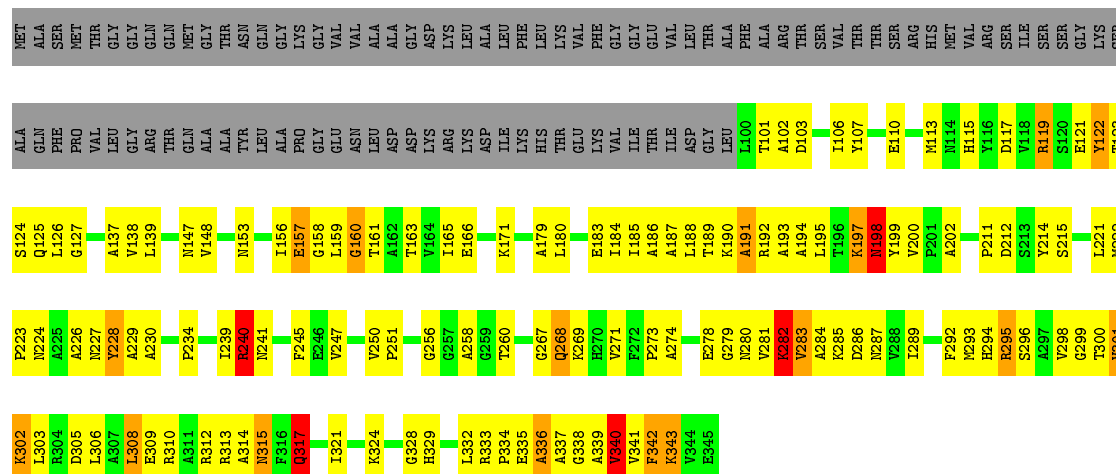 MET ALA SER MET THR GLY GLY GLN GLN MET GLY THR ASN GLN GLY LYS GLY VAL VAL ALA ALA GLY ASP LYS LEU ALA LEU PHE LEU LYS VAL PHE GLY GLY GLU VAL LEU THR ALA PHE ALA ARG THR SER VAL THR THR SER ARG HIS MET VAL ARG SER ILE SER SER GLY LYS
ALA GLN PHE PRO VAL LEU GLY ARG THR GLN ALA ALA TYR LEU ALA PRO GLY GLU ASN LEU ASP ASP LYS ARG LYS ASP ILE LYS HIS THR GLU LYS VAL ILE THR ILE ASP GLY LEU L100 T101 A102 D103 I106 Y107 E110 M113 N114 H115 Y116 D117 V118 R119 S120 E121 Y122
S124 Q125 L126 G127 A137 V138 L139 N147 V148 N153 I156 E157 G158 L159 G160 T161 A162 T163 V164 I165 E166 K171 A179 L180 E183 I184 I185 A186 A187 L188 T189 K190 A191 R192 A193 A194 L195 T196 K197 N198 Y199 V200 P201 A202 P211 D212 S213 Y214 S215 L221
P223 N224 A225 A226 N227 Y228 A229 A230 P234 I239 R240 N241 F245 E246 V247 V250 P251 G256 G257 A258 G259 T260 G267 Q268 K269 H270 V271 F272 P273 A274 E278 G279 N280 V281 K282 V283 A284 K285 D286 N287 V288 I289 F292 M293 H294 R295 S296 A297 V298 G299 T300
K302 L303 R304 D305 L306 A307 L308 E309 R310 A311 R312 R313 A314 N315 F316 Q317 I321 K324 G328 H329 L332 R333 P334 E335 A336 A337 G338 A339 V340 V341 F342 K343 V344 E345